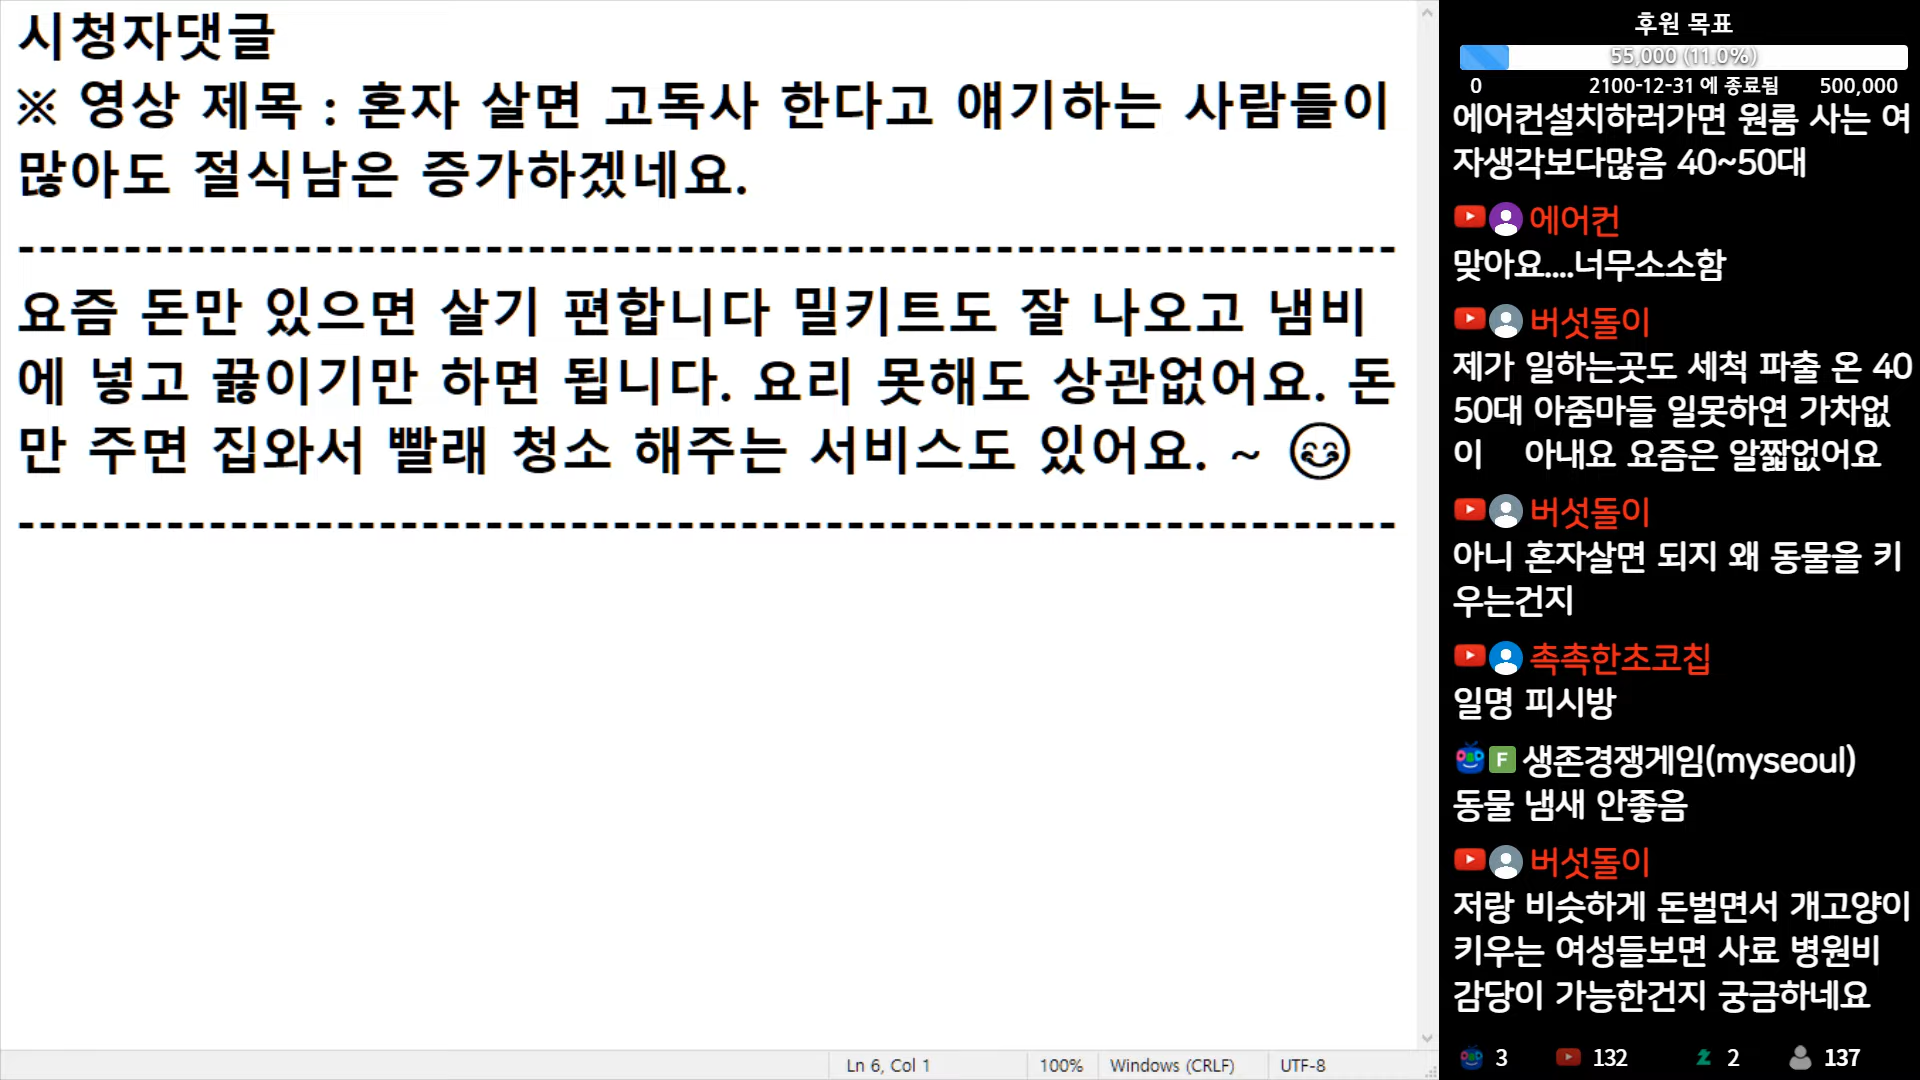 시청자댓글
※ 영상 제목 : 혼자 살면 고독사 한다고 얘기하는 사람들이
많아도 절식남은 증가하겠네요.
-----------------------------------------------------------------
요즘 돈만 있으면 살기 편합니다 밀키트도 잘 나오고 냄비
에 넣고 끓이기만 하면 됩니다. 요리 못해도 상관없어요. 돈
만 주면 집와서 빨래 청소 해주는 서비스도 있어요. ~ 😊
-----------------------------------------------------------------
Ln 6, Col 1
100%
Windows (CRLF)
UTF-8
후원 목표
55,000 (11.0%)
0 2100-12-31 에 종료됨 500,000
에어컨설치하러가면 원룸 사는 여
자생각보다많음 40~50대
에어컨
맞아요....너무소소함
버섯돌이
제가 일하는곳도 세척 파출 온 40
50대 아줌마들 일못하연 가차없
이 아내요 요즘은 알짧없어요
버섯돌이
아니 혼자살면 되지 왜 동물을 키
우는건지
촉촉한초코칩
일명 피시방
F 생존경쟁게임(myseoul)
동물 냄새 안좋음
버섯돌이
저랑 비슷하게 돈벌면서 개고양이
키우는 여성들보면 사료 병원비
감당이 가능한건지 궁금하네요
3 132 2 137